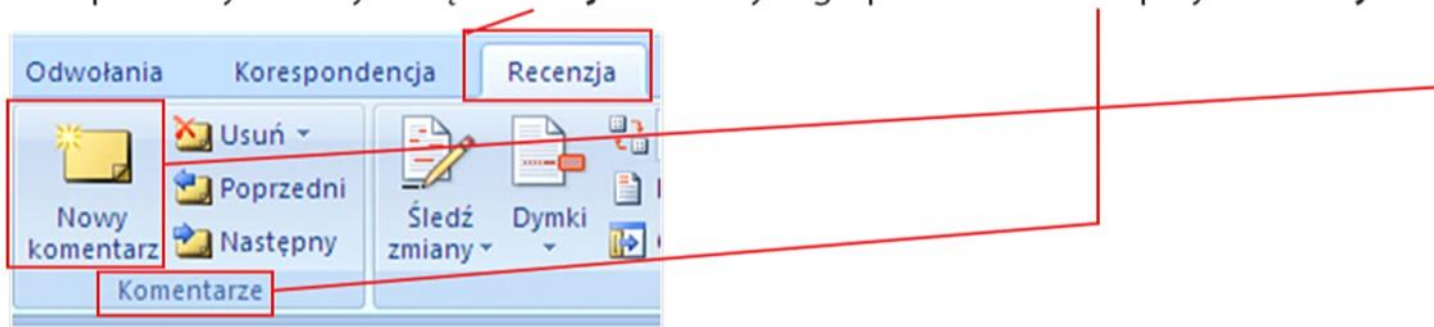 Odwołania Korespondencja Recenzja
Nowy komentarz
Usuń
Poprzedni
Następny
Śledź zmiany
Dymki
Komentarze